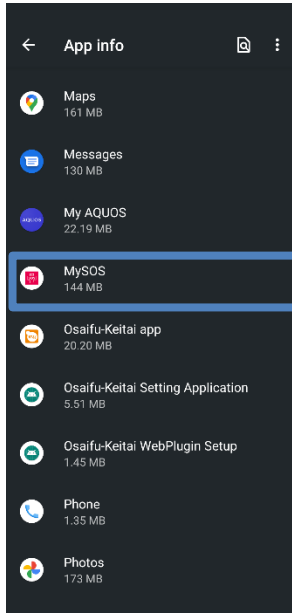 App info
Maps
161 MB
Messages
130 MB
AQUOS
My AQUOS
22.19 MB
MySOS
144 MB
Osaifu-Keitai app
20.20 MB
Osaifu-Keitai Setting Application
5.51 MB
Osaifu-Keitai WebPlugin Setup
1.45 MB
Phone
1.35 MB
Photos
173 MB